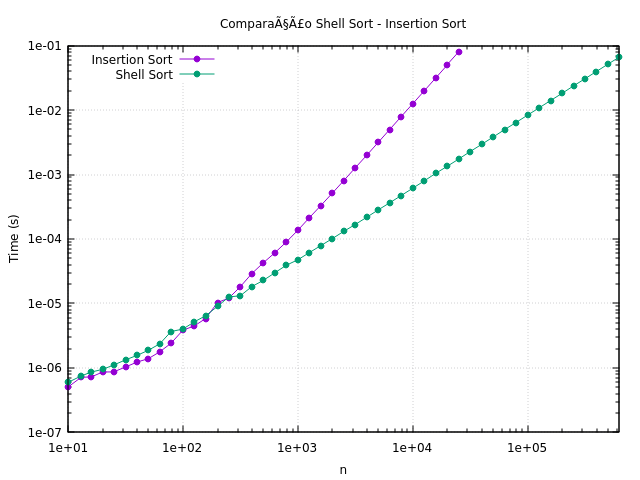 ComparaÃ§Ã£o Shell Sort - Insertion Sort
Insertion Sort
Shell Sort
1e-01
1e-02
1e-03
1e-04
1e-05
1e-06
1e-07
Time (s)
1e+01 1e+02 1e+03 1e+04 1e+05
n